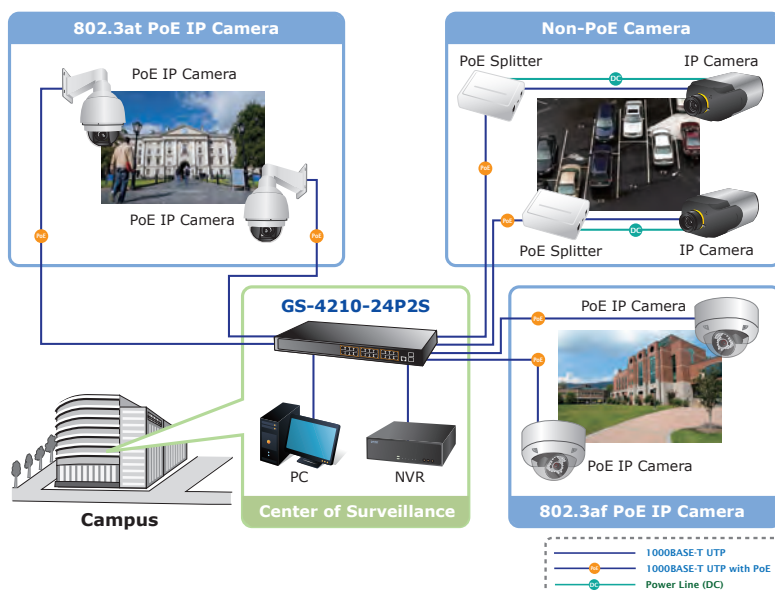 802.3at PoE IP Camera
PoE IP Camera
PoE IP Camera
PoE
PoE
Non-PoE Camera
PoE Splitter
IP Camera
DC
PoE
PoE
DC
PoE Splitter
IP Camera
GS-4210-24P2S
PC
NVR
Center of Surveillance
Campus
PoE IP Camera
PoE
PoE
PoE IP Camera
802.3af PoE IP Camera
1000BASE-T UTP
PoE
1000BASE-T UTP with PoE
DC
Power Line (DC)